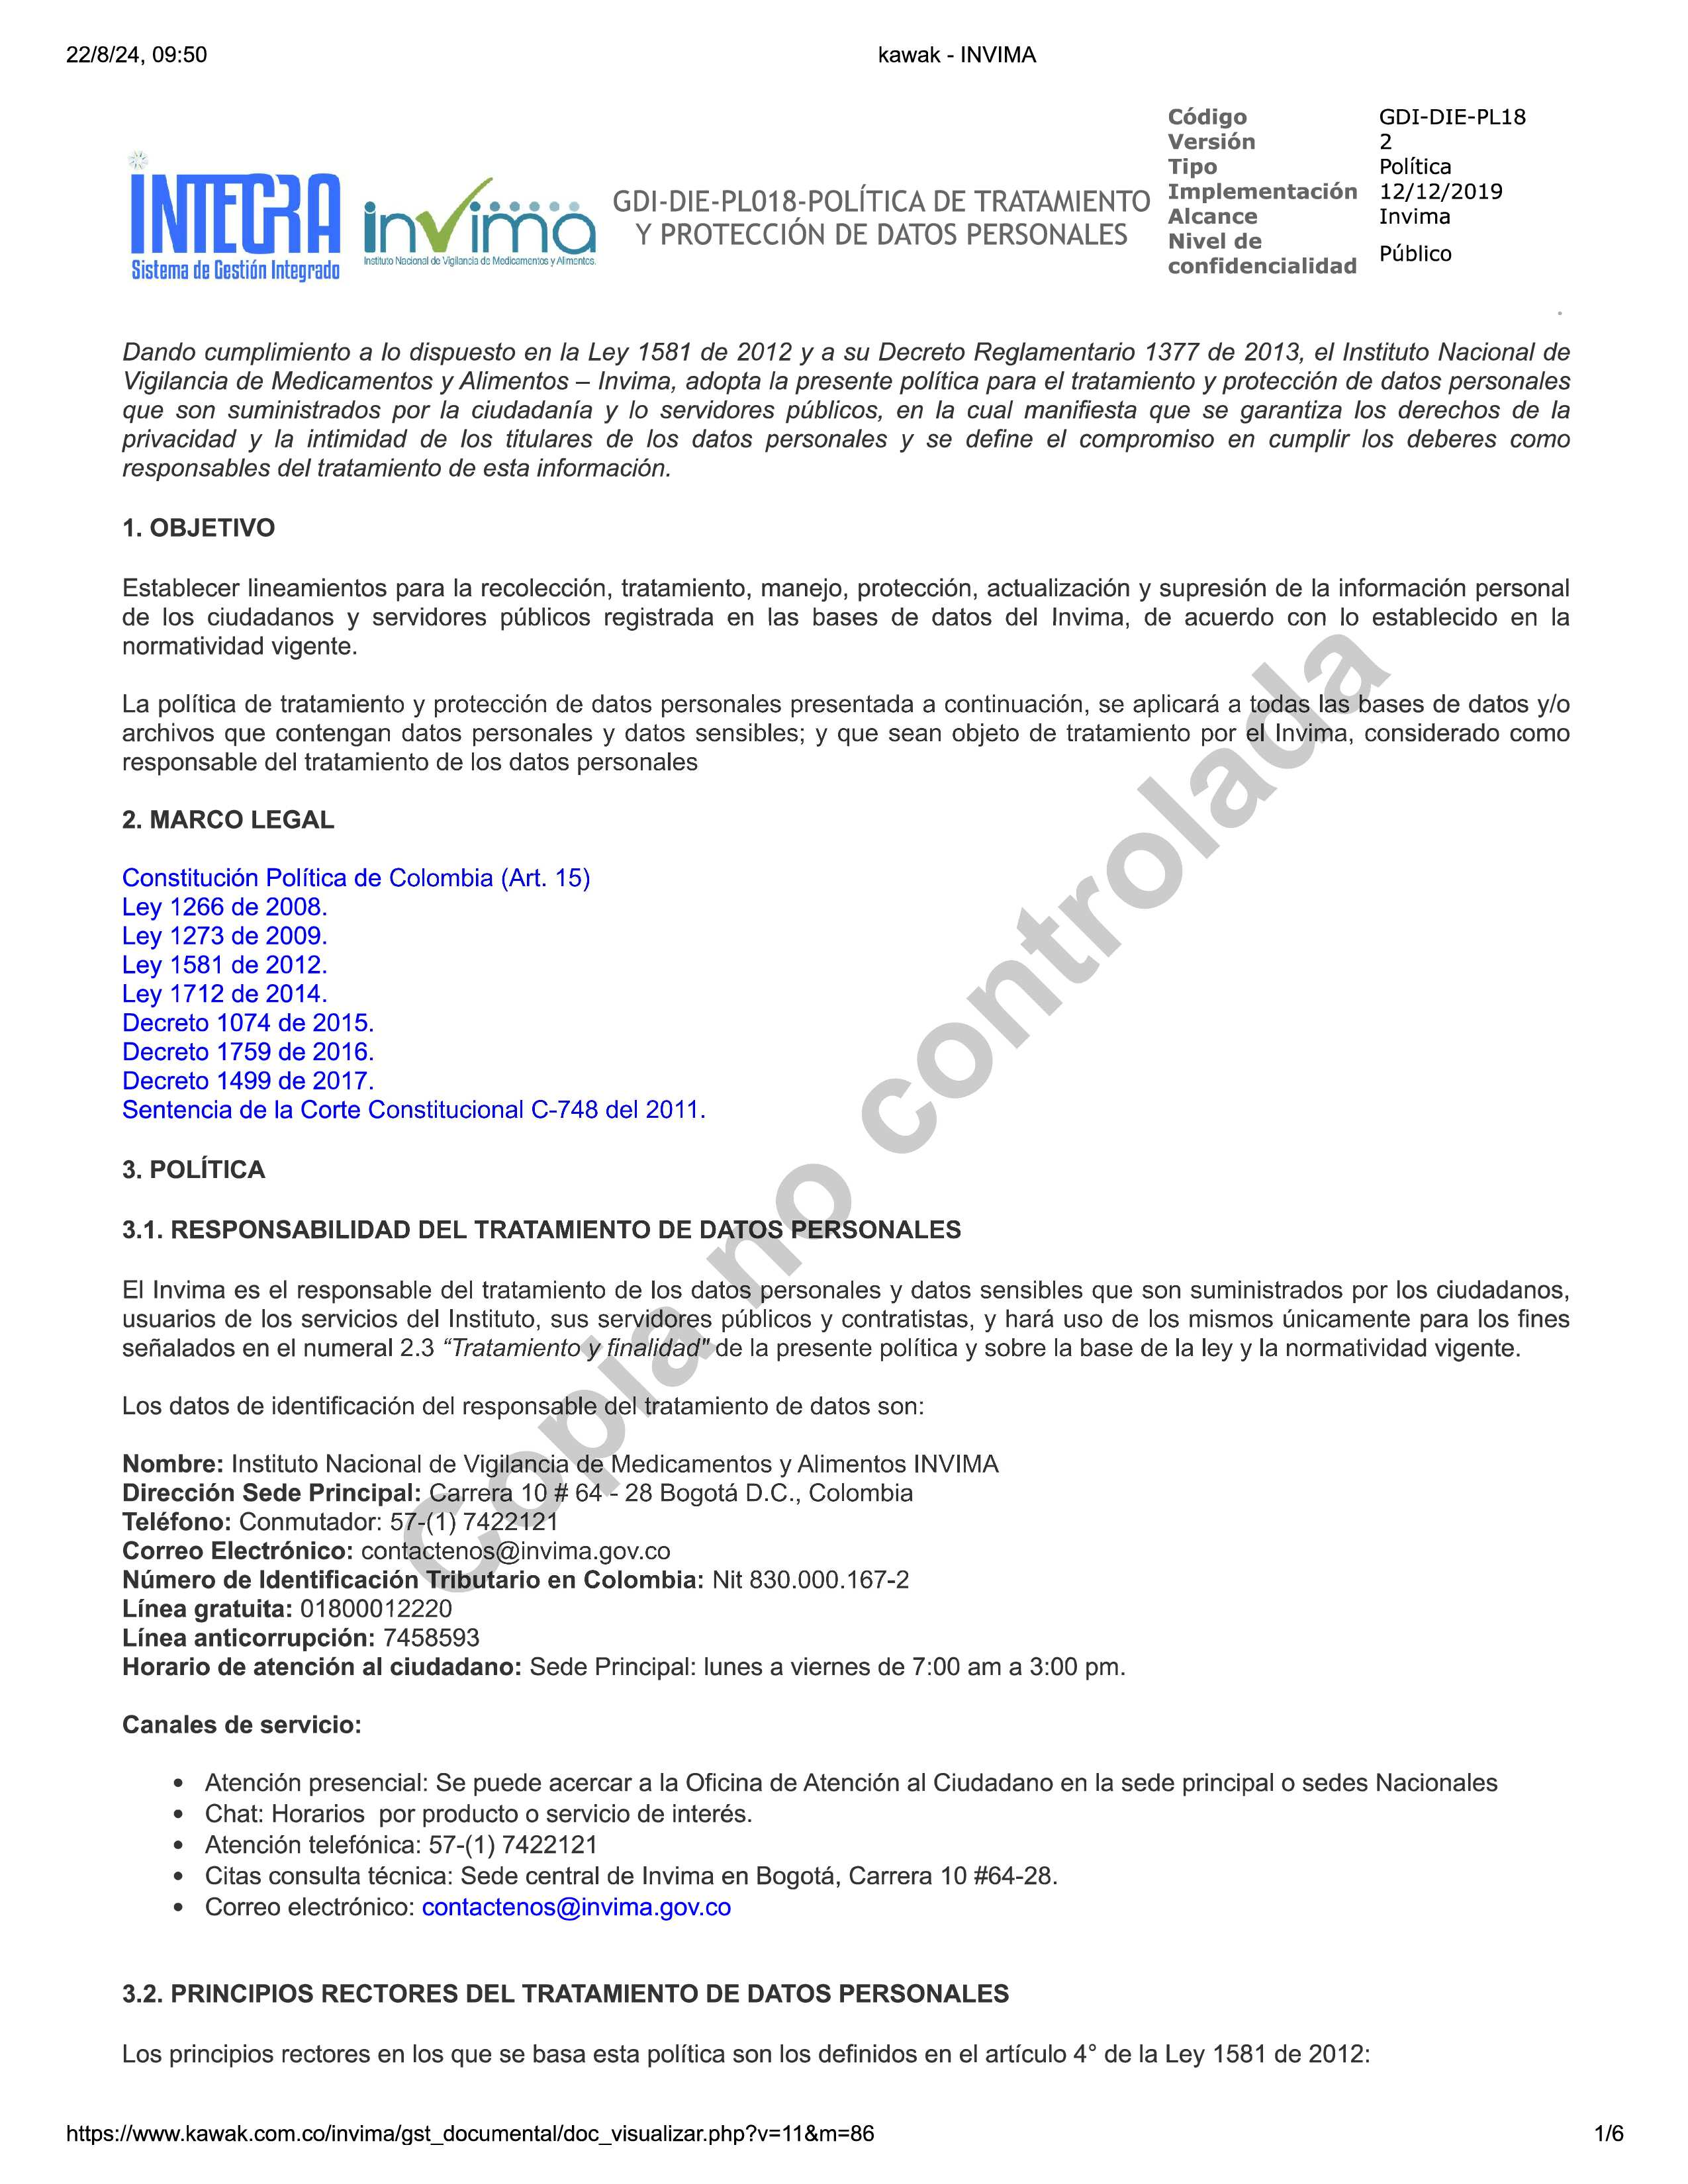 22/8/24, 09:50
kawak - INVIMA
INTEGRA
Sistema de Gestión Integrado
invima
Instituto Nacional de Vigilancia de Medicamentos y Alimentos.
GDI-DIE-PL018-POLÍTICA DE TRATAMIENTO
Y PROTECCIÓN DE DATOS PERSONALES
Código GDI-DIE-PL18
Versión 2
Tipo Política
Implementación 12/12/2019
Alcance Invima
Nivel de
confidencialidad Público
Dando cumplimiento a lo dispuesto en la Ley 1581 de 2012 y a su Decreto Reglamentario 1377 de 2013, el Instituto Nacional de
Vigilancia de Medicamentos y Alimentos – Invima, adopta la presente política para el tratamiento y protección de datos personales
que son suministrados por la ciudadanía y lo servidores públicos, en la cual manifiesta que se garantiza los derechos de la
privacidad y la intimidad de los titulares de los datos personales y se define el compromiso en cumplir los deberes como
responsables del tratamiento de esta información.
1. OBJETIVO
Establecer lineamientos para la recolección, tratamiento, manejo, protección, actualización y supresión de la información personal
de los ciudadanos y servidores públicos registrada en las bases de datos del Invima, de acuerdo con lo establecido en la
normatividad vigente.
La política de tratamiento y protección de datos personales presentada a continuación, se aplicará a todas las bases de datos y/o
archivos que contengan datos personales y datos sensibles; y que sean objeto de tratamiento por el Invima, considerado como
responsable del tratamiento de los datos personales
2. MARCO LEGAL
Constitución Política de Colombia (Art. 15)
Ley 1266 de 2008.
Ley 1273 de 2009.
Ley 1581 de 2012.
Ley 1712 de 2014.
Decreto 1074 de 2015.
Decreto 1759 de 2016.
Decreto 1499 de 2017.
Sentencia de la Corte Constitucional C-748 del 2011.
3. POLÍTICA
3.1. RESPONSABILIDAD DEL TRATAMIENTO DE DATOS PERSONALES
El Invima es el responsable del tratamiento de los datos personales y datos sensibles que son suministrados por los ciudadanos,
usuarios de los servicios del Instituto, sus servidores públicos y contratistas, y hará uso de los mismos únicamente para los fines
señalados en el numeral 2.3 “Tratamiento y finalidad" de la presente política y sobre la base de la ley y la normatividad vigente.
Los datos de identificación del responsable del tratamiento de datos son:
Nombre: Instituto Nacional de Vigilancia de Medicamentos y Alimentos INVIMA
Dirección Sede Principal: Carrera 10 # 64 - 28 Bogotá D.C., Colombia
Teléfono: Conmutador: 57-(1) 7422121
Correo Electrónico: contactenos@invima.gov.co
Número de Identificación Tributario en Colombia: Nit 830.000.167-2
Línea gratuita: 01800012220
Línea anticorrupción: 7458593
Horario de atención al ciudadano: Sede Principal: lunes a viernes de 7:00 am a 3:00 pm.
Canales de servicio:
• Atención presencial: Se puede acercar a la Oficina de Atención al Ciudadano en la sede principal o sedes Nacionales
• Chat: Horarios por producto o servicio de interés.
• Atención telefónica: 57-(1) 7422121
• Citas consulta técnica: Sede central de Invima en Bogotá, Carrera 10 #64-28.
• Correo electrónico: contactenos@invima.gov.co
3.2. PRINCIPIOS RECTORES DEL TRATAMIENTO DE DATOS PERSONALES
Los principios rectores en los que se basa esta política son los definidos en el artículo 4° de la Ley 1581 de 2012:
Copia no controlada
https://www.kawak.com.co/invima/gst_documental/doc_visualizar.php?v=11&m=86
1/6